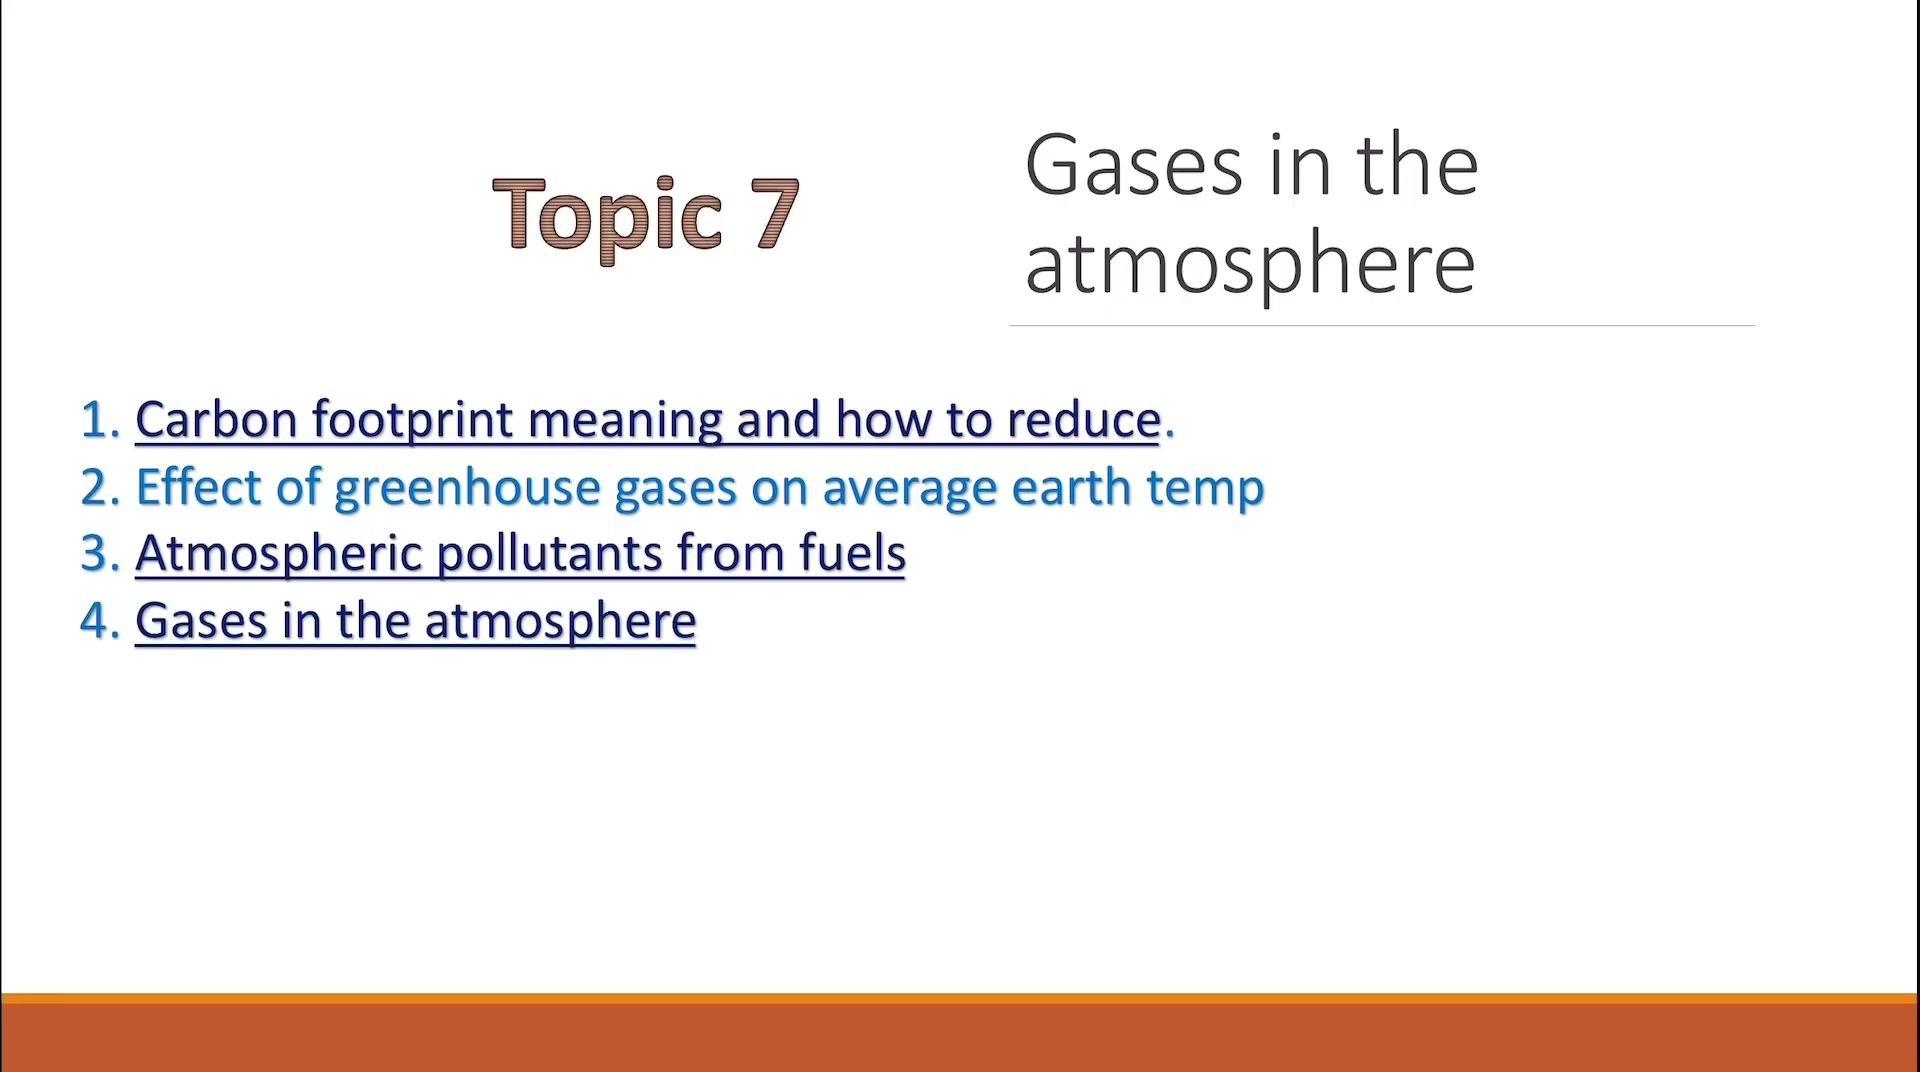 Topic 7
Gases in the
atmosphere
1. Carbon footprint meaning and how to reduce.
2. Effect of greenhouse gases on average earth temp
3. Atmospheric pollutants from fuels
4. Gases in the atmosphere